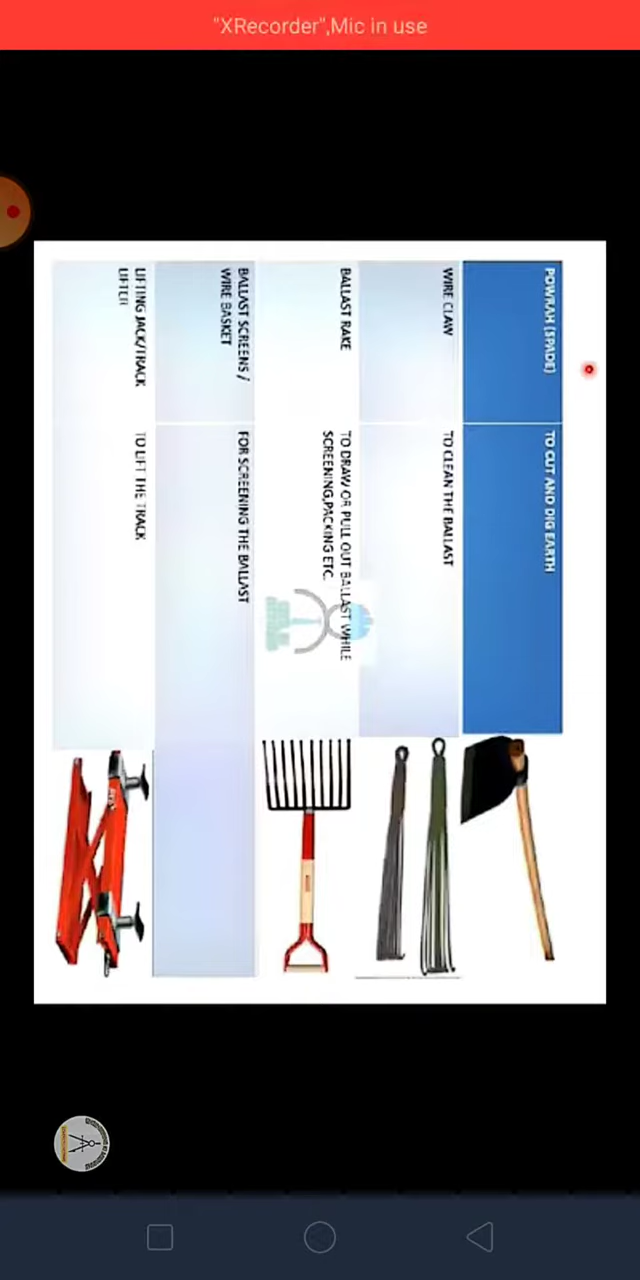 "XRecorder",Mic in use
POWRAH (SPADE)
TO CUT AND DIG EARTH
WIRE CLAW
TO CLEAN THE BALLAST
BALLAST RAKE
TO DRAW OR PULL OUT BALLAST WHILE
SCREENING,PACKING ETC.
BALLAST SCREENS /
WIRE BASKET
FOR SCREENING THE BALLAST
LIFTING JACK/TRACK
LIFTER
TO LIFT THE TRACK